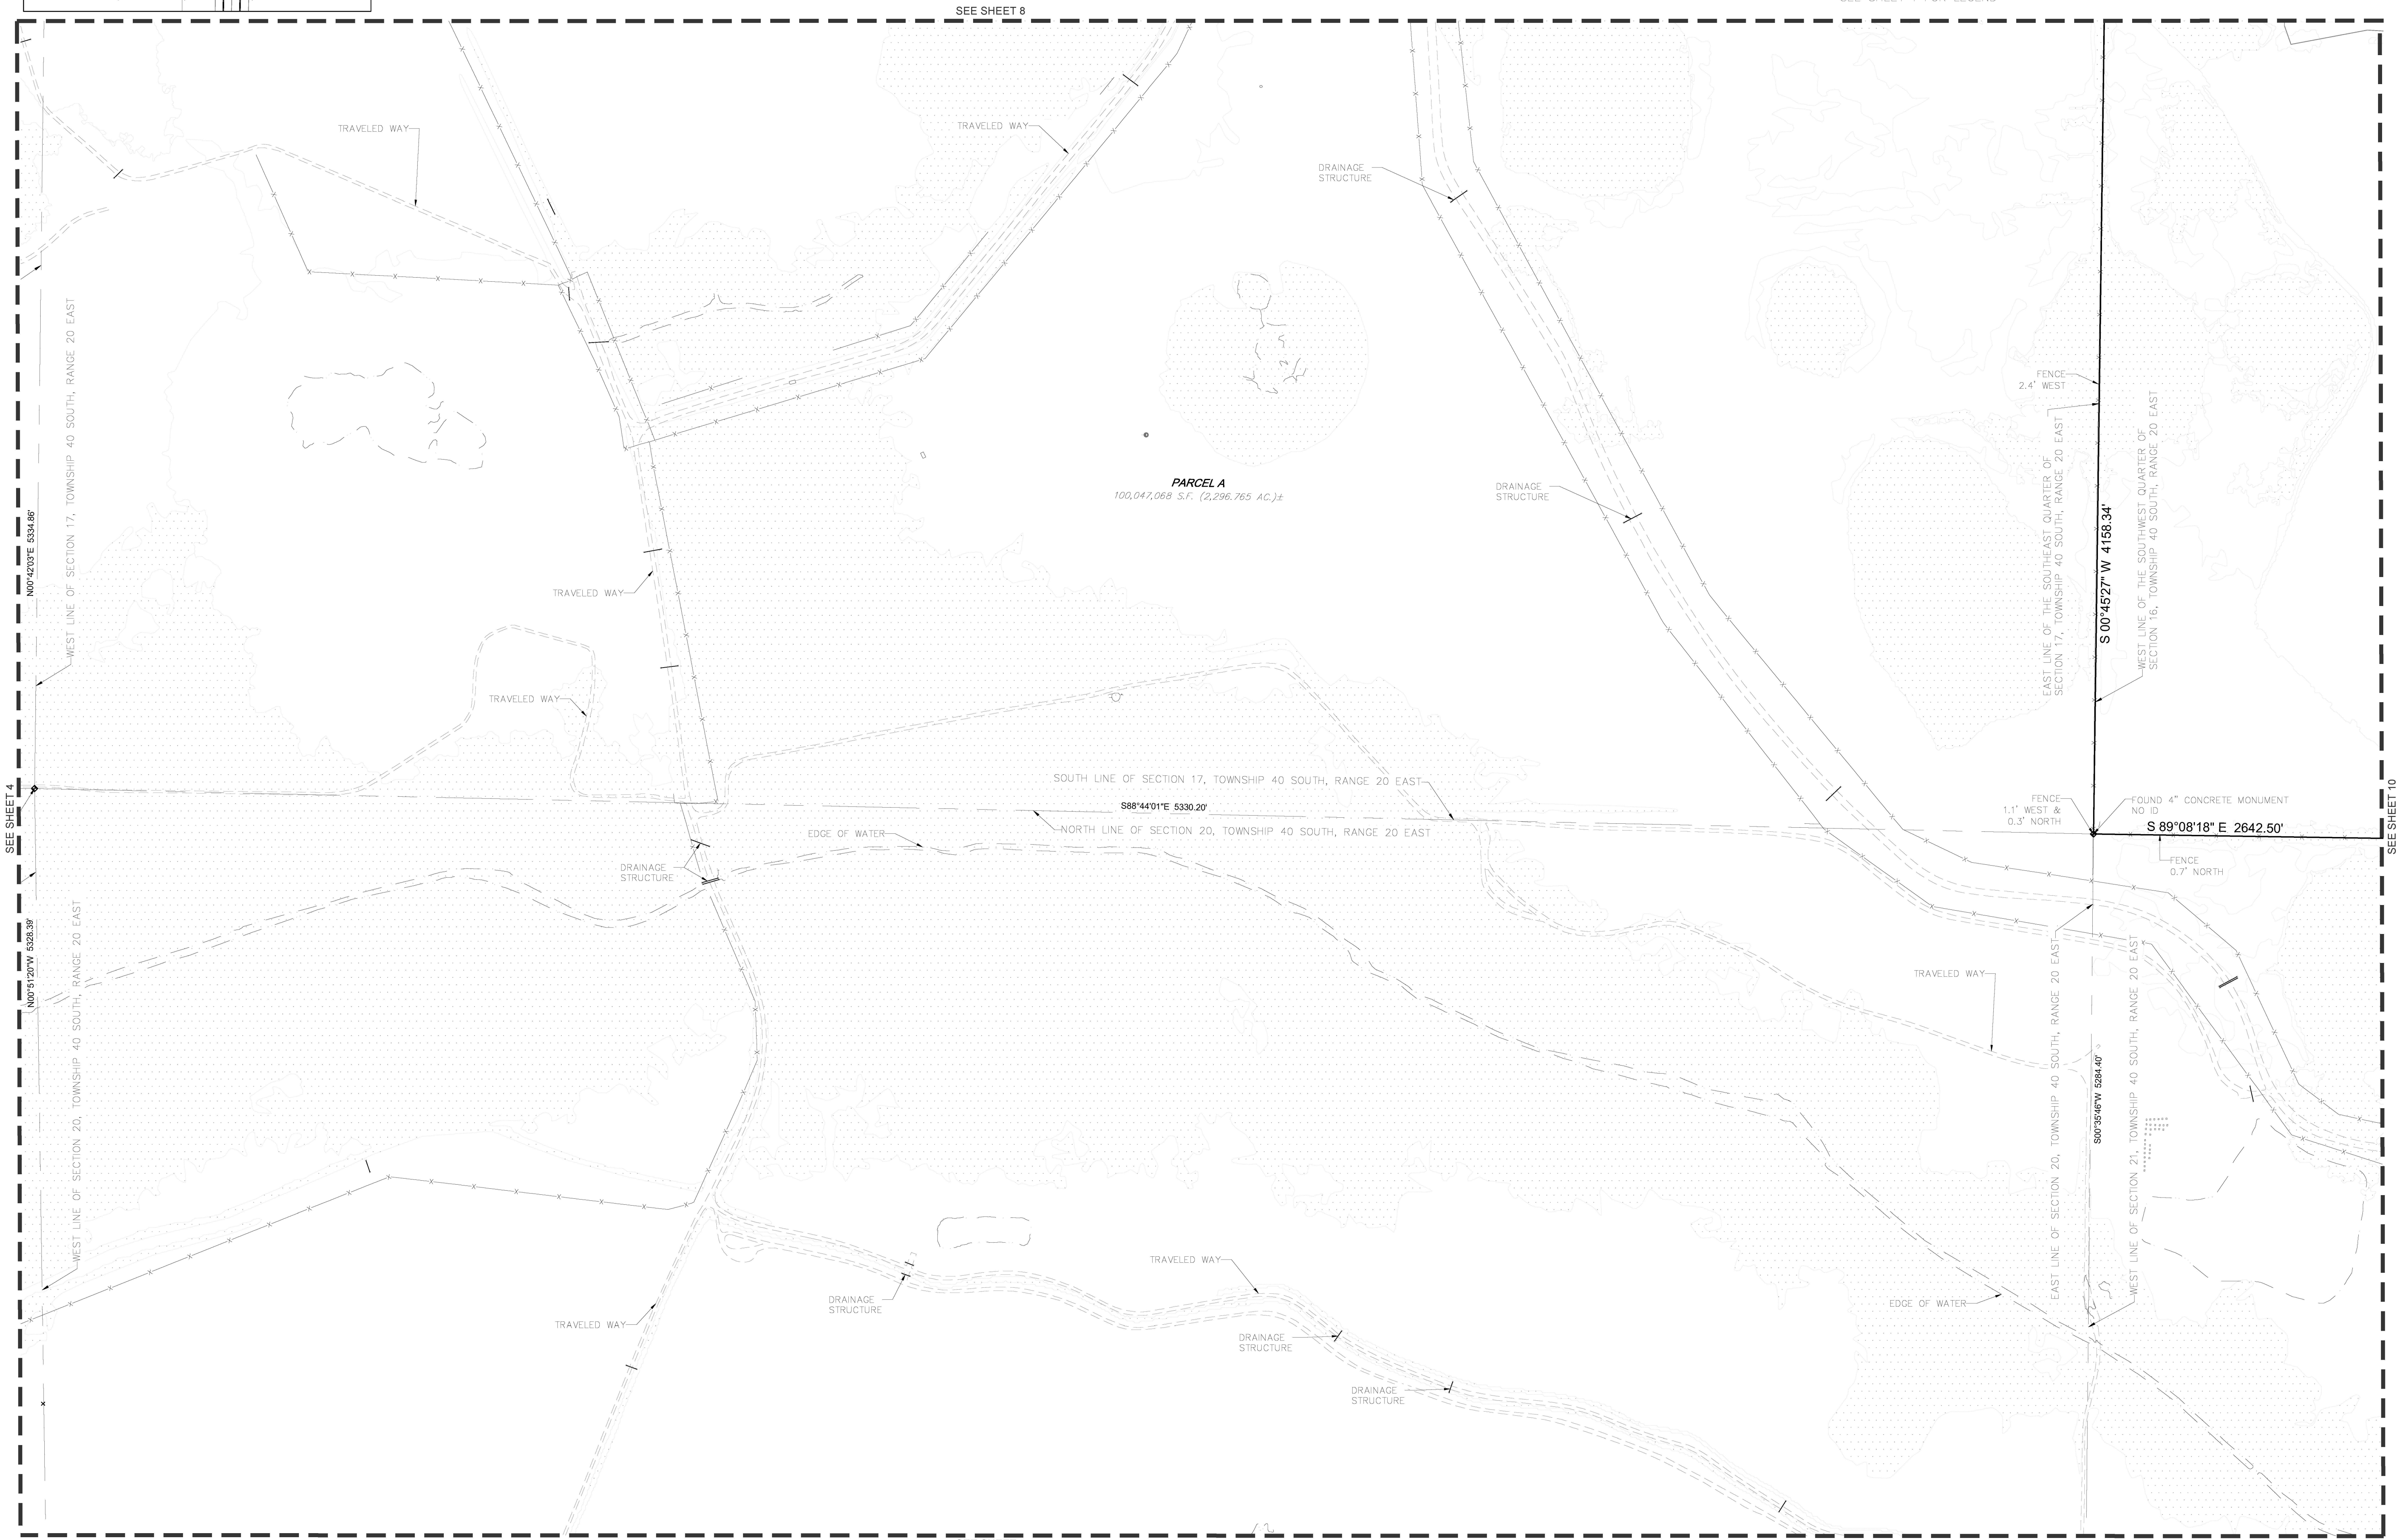 SEE SHEET 8
TRAVELED WAY
TRAVELED WAY
DRAINAGE
STRUCTURE
WEST LINE OF SECTION 17, TOWNSHIP 40 SOUTH, RANGE 20 EAST
N00°42'03"E 5334.86'
FENCE
2.4' WEST
PARCEL A
100,047,068 S.F. (2,296.765 AC.)±
DRAINAGE
STRUCTURE
EAST LINE OF THE SOUTHEAST QUARTER OF
SECTION 17, TOWNSHIP 40 SOUTH, RANGE 20 EAST
S 00°45'27" W 4158.34'
WEST LINE OF THE SOUTHWEST QUARTER OF
SECTION 16, TOWNSHIP 40 SOUTH, RANGE 20 EAST
TRAVELED WAY
TRAVELED WAY
SEE SHEET 4
SOUTH LINE OF SECTION 17, TOWNSHIP 40 SOUTH, RANGE 20 EAST
S88°44'01"E 5330.20'
NORTH LINE OF SECTION 20, TOWNSHIP 40 SOUTH, RANGE 20 EAST
FENCE
1.1' WEST &
0.3' NORTH
FOUND 4" CONCRETE MONUMENT
NO ID
S 89°08'18" E 2642.50'
SEE SHEET 10
EDGE OF WATER
DRAINAGE
STRUCTURE
FENCE
0.7' NORTH
N00°51'20"W 5328.39'
WEST LINE OF SECTION 20, TOWNSHIP 40 SOUTH, RANGE 20 EAST
TRAVELED WAY
EAST LINE OF SECTION 20, TOWNSHIP 40 SOUTH, RANGE 20 EAST
S00°35'46"W 5284.40'
WEST LINE OF SECTION 21, TOWNSHIP 40 SOUTH, RANGE 20 EAST
TRAVELED WAY
DRAINAGE
STRUCTURE
EDGE OF WATER
TRAVELED WAY
DRAINAGE
STRUCTURE
DRAINAGE
STRUCTURE